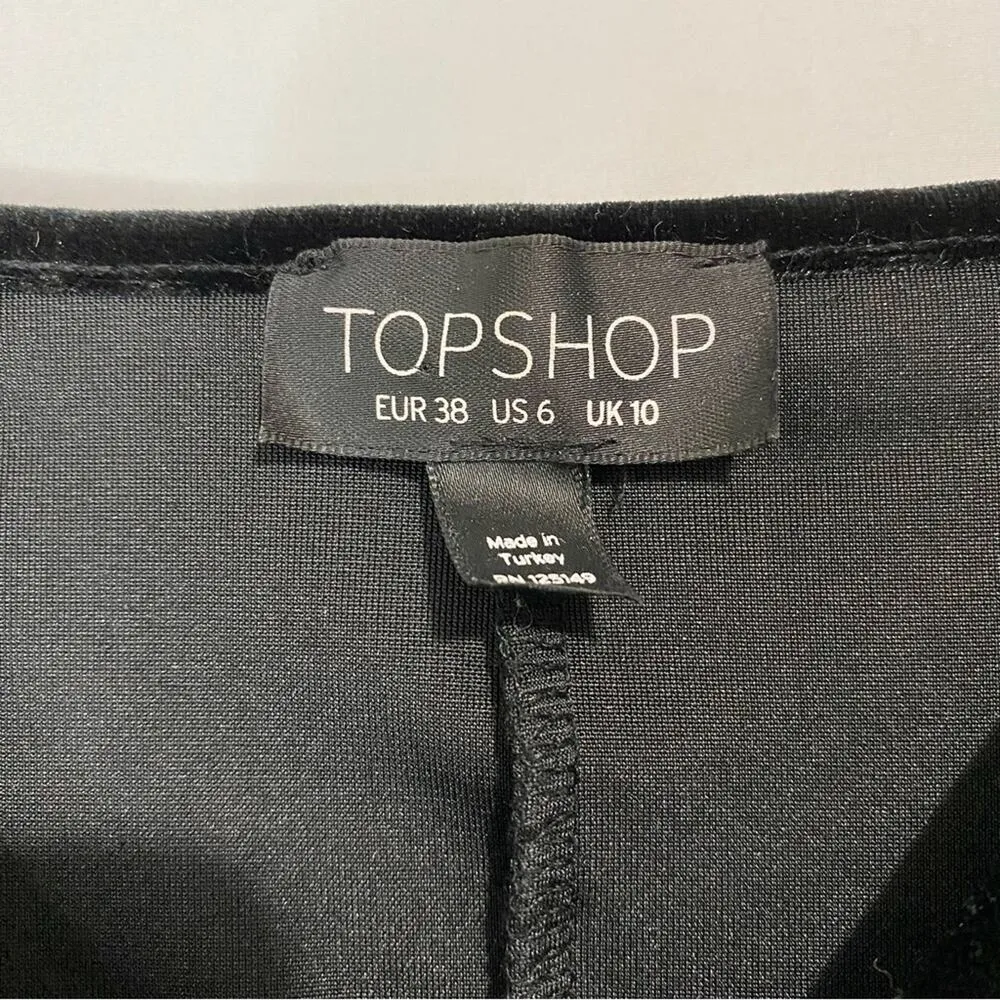 TOPSHOP
EUR 38 US 6 UK 10
Made in
Turkey
RN 125149